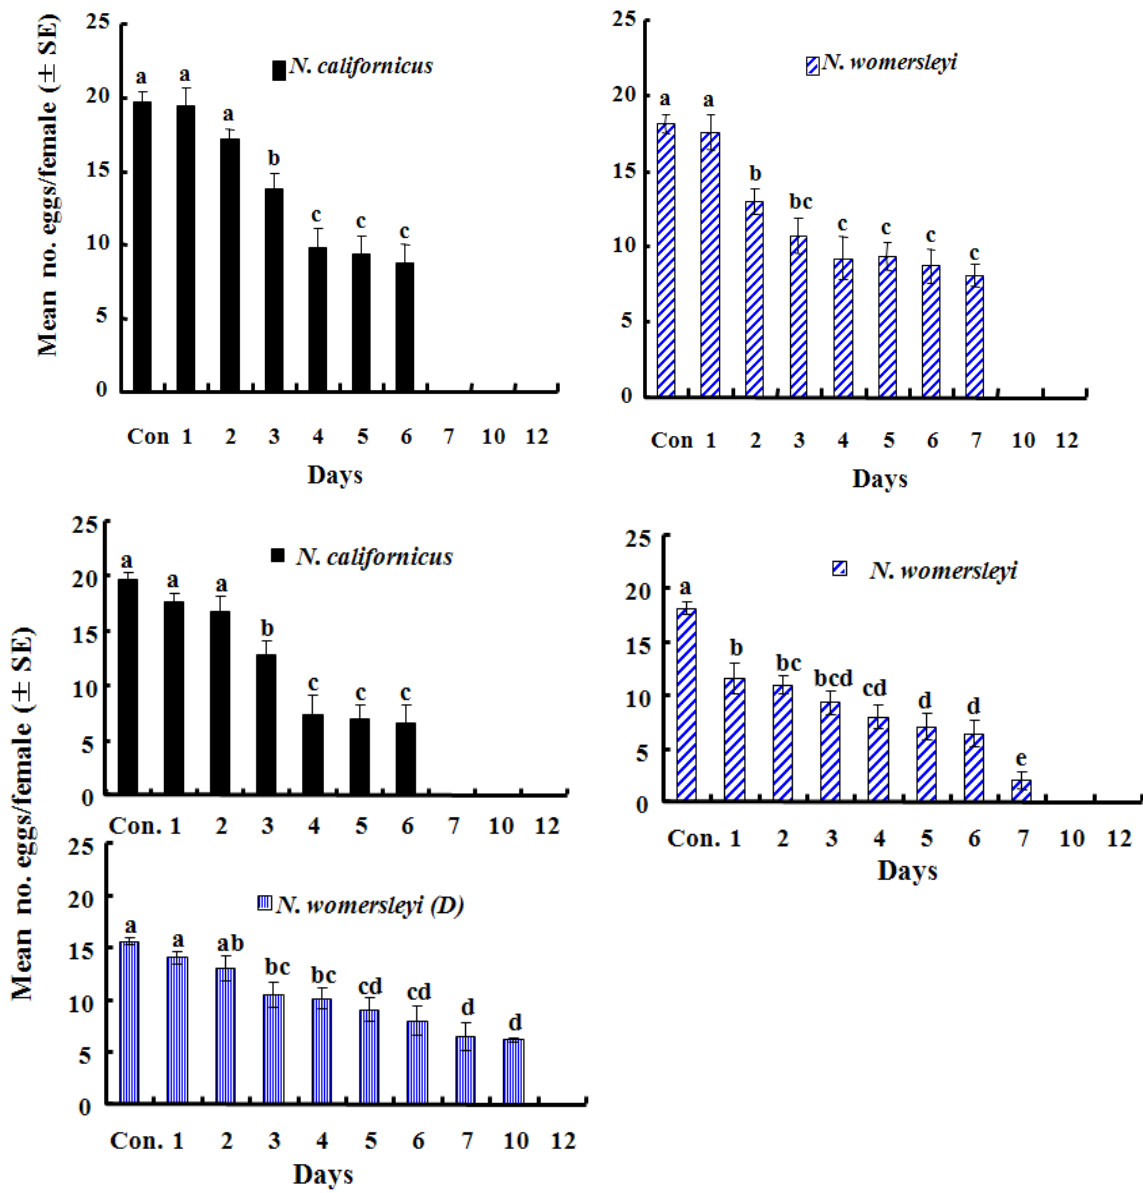 Mean no. eggs/female (± SE)
25
20
15
10
5
0
N. californicus
a a a b c c c
Con 1 2 3 4 5 6 7 10 12
Days
25
20
15
10
5
0
N. womersleyi
a a b bc c c c c
Con 1 2 3 4 5 6 7 10 12
Days
Mean no. eggs/female (± SE)
25
20
15
10
5
0
N. californicus
a a a b c c c
Con. 1 2 3 4 5 6 7 10 12
25
20
15
10
5
0
N. womersleyi
a b bc bcd cd d d e
Con. 1 2 3 4 5 6 7 10 12
Days
25
20
15
10
5
0
N. womersleyi (D)
a a ab bc bc cd cd d d
Con. 1 2 3 4 5 6 7 10 12
Days